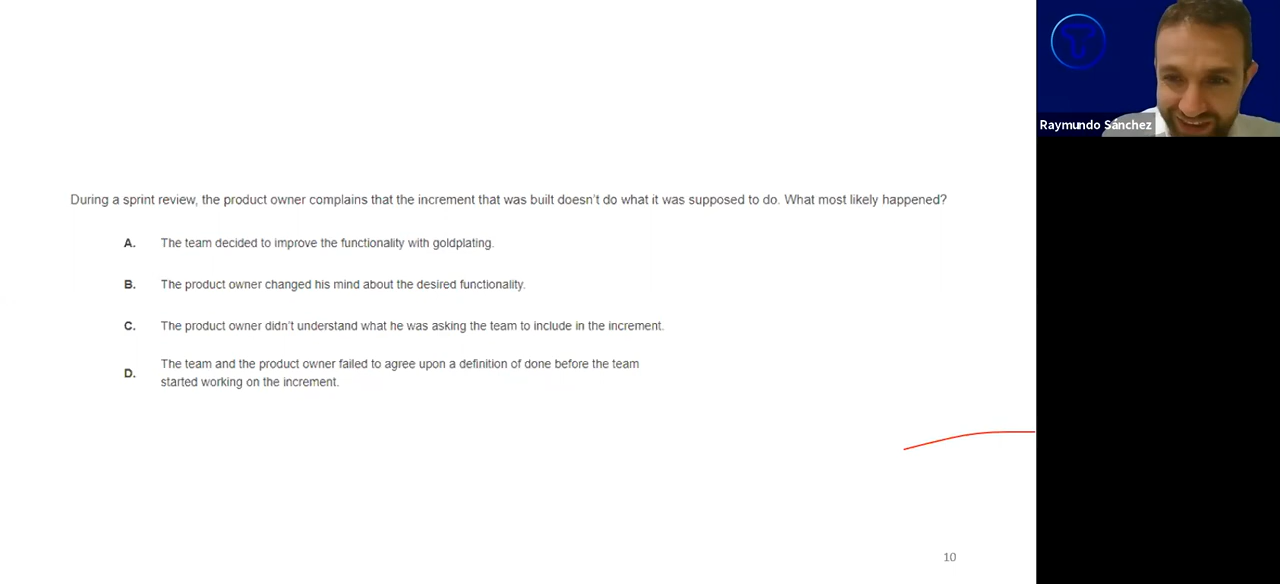 During a sprint review, the product owner complains that the increment that was built doesn't do what it was supposed to do. What most likely happened?
A. The team decided to improve the functionality with goldplating.
B. The product owner changed his mind about the desired functionality.
C. The product owner didn't understand what he was asking the team to include in the increment.
D. The team and the product owner failed to agree upon a definition of done before the team
started working on the increment.
10
Raymundo Sánchez